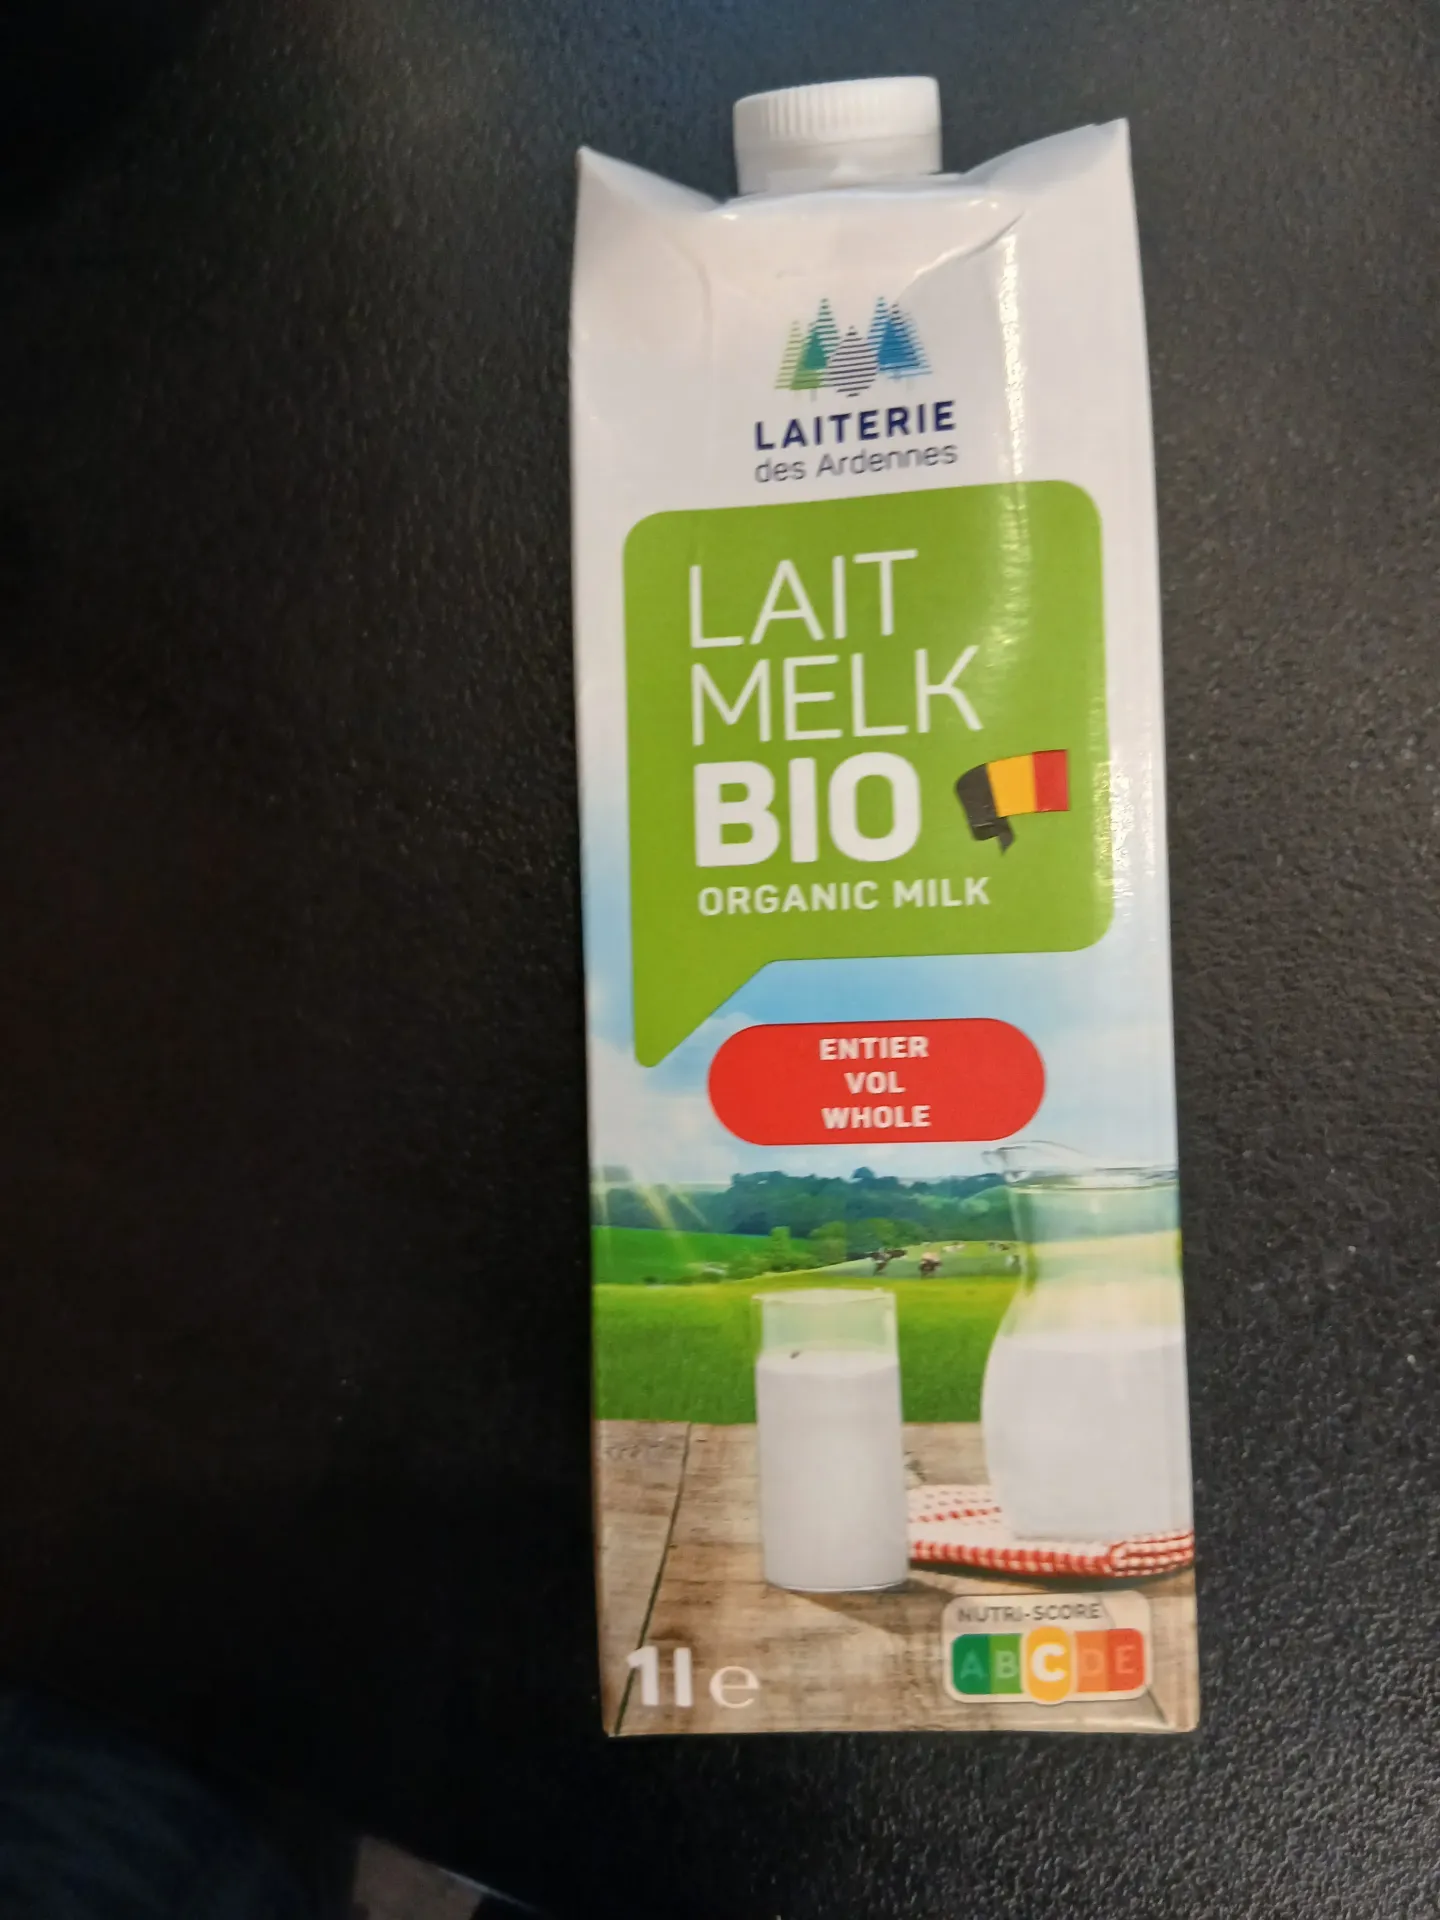 LAITERIE
des Ardennes
LAIT
MELK
BIO
ORGANIC MILK
ENTIER
VOL
WHOLE
NUTRI-SCORE
A B C D E
1l e